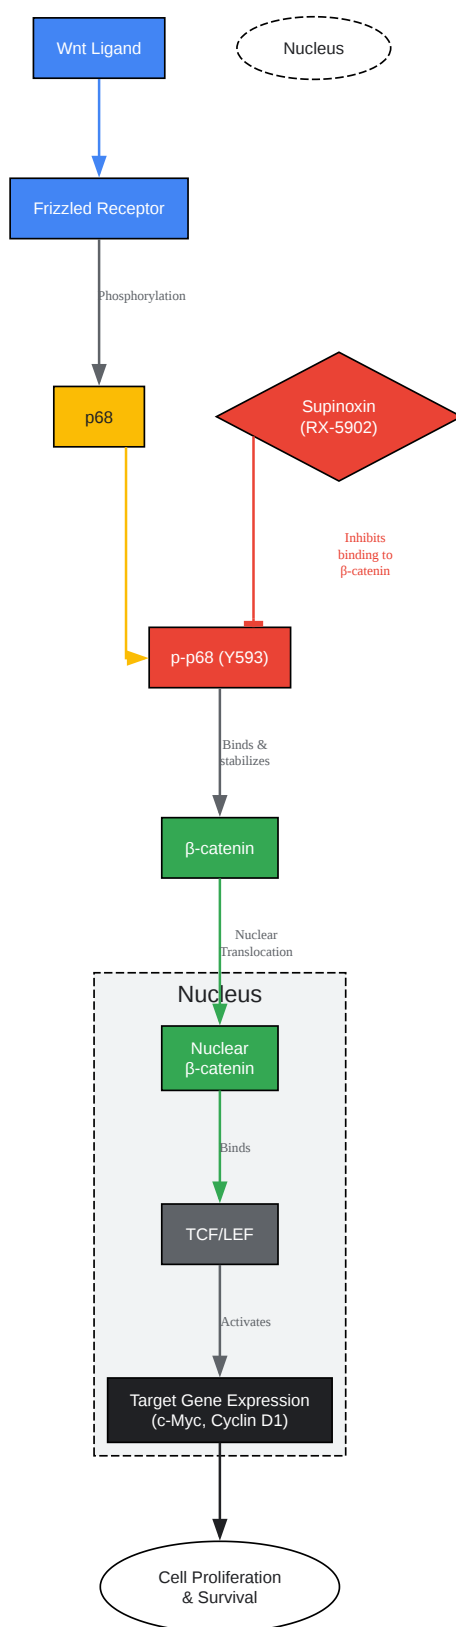 Wnt Ligand
Nucleus
Frizzled Receptor
Phosphorylation
p68
Supinoxin
(RX-5902)
Inhibits
binding to
β-catenin
p-p68 (Y593)
Binds &
stabilizes
β-catenin
Nuclear
Translocation
Nucleus
Nuclear
β-catenin
Binds
TCF/LEF
Activates
Target Gene Expression
(c-Myc, Cyclin D1)
Cell Proliferation
& Survival